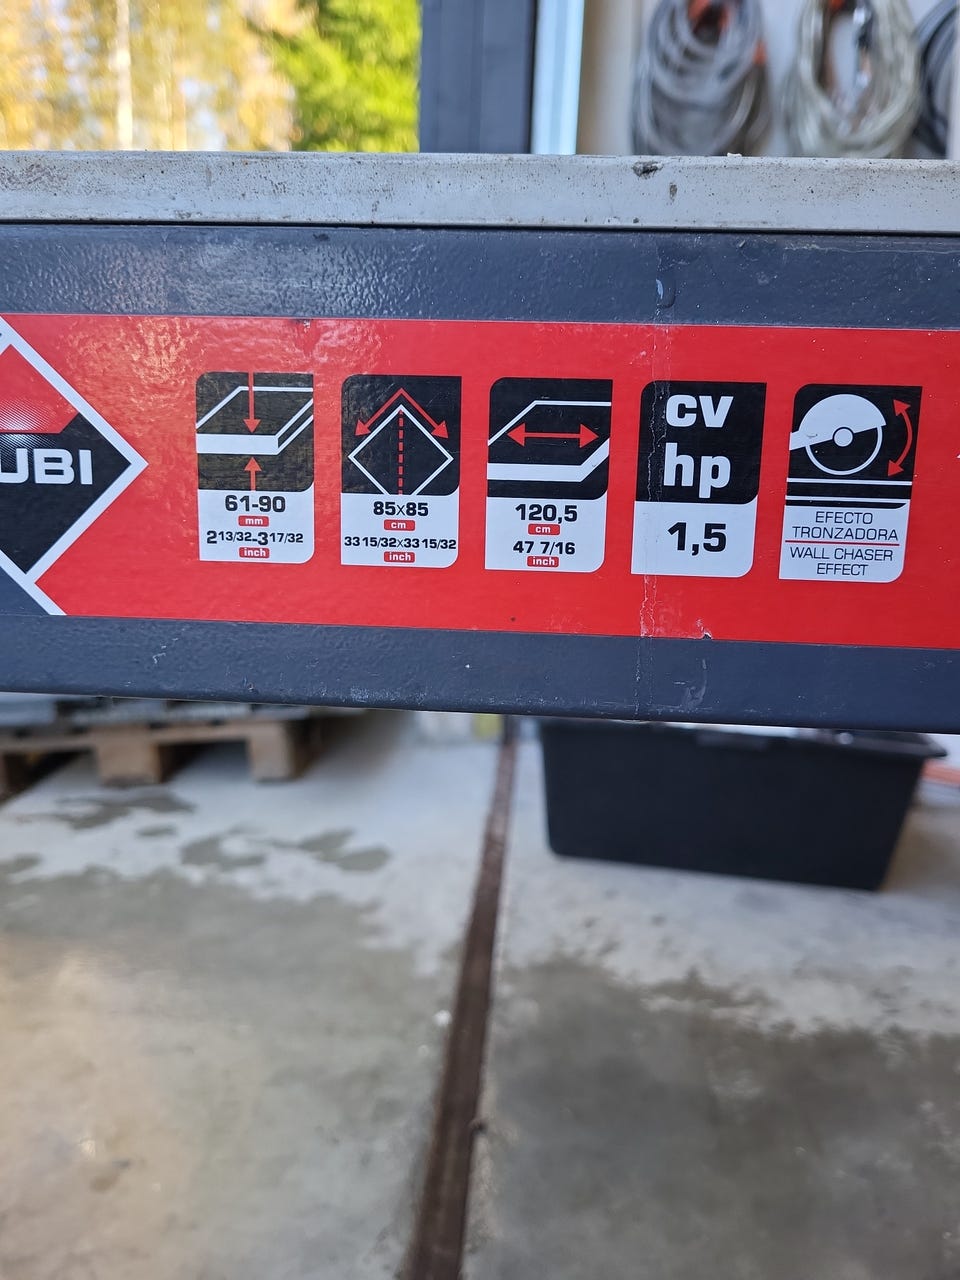 UBI
61-90
mm
2 13/32-3 17/32
inch
85x85
cm
33 15/32x33 15/32
inch
120,5
cm
47 7/16
inch
cv
hp
1,5
EFECTO
TRONZADORA
WALL CHASER
EFFECT